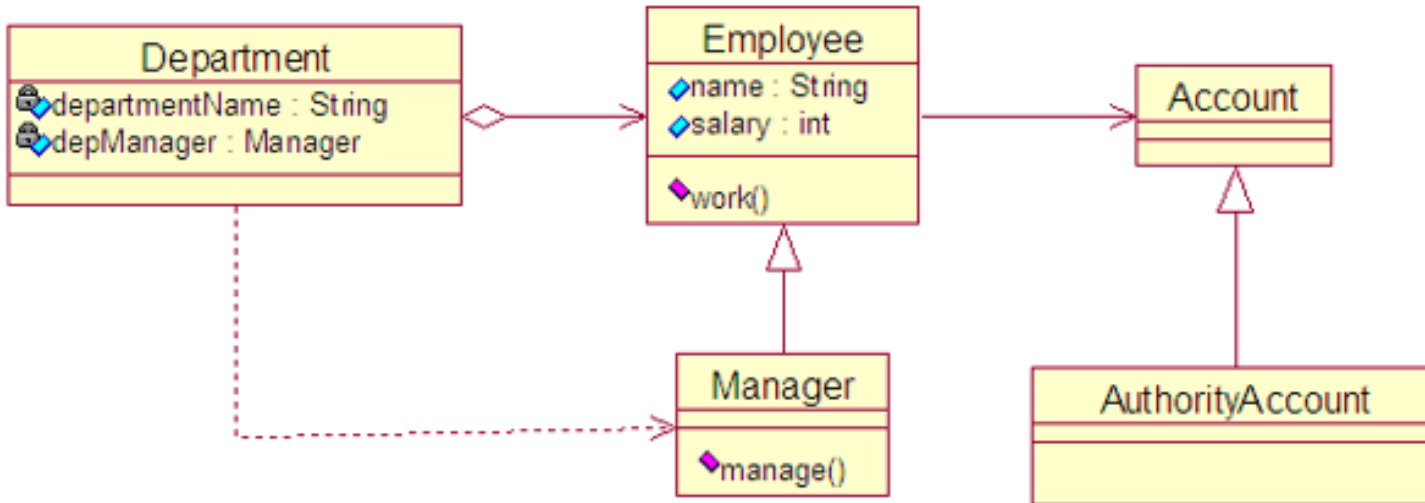 Department
departmentName : String
depManager : Manager
Employee
name : String
salary : int
work()
Account
Manager
manage()
AuthorityAccount